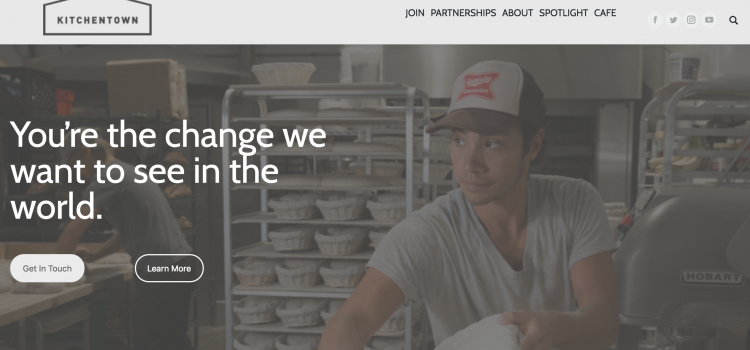 KITCHENTOWN
JOIN PARTNERSHIPS ABOUT SPOTLIGHT CAFE
You're the change we
want to see in the
world.
Get In Touch
Learn More
HOBART